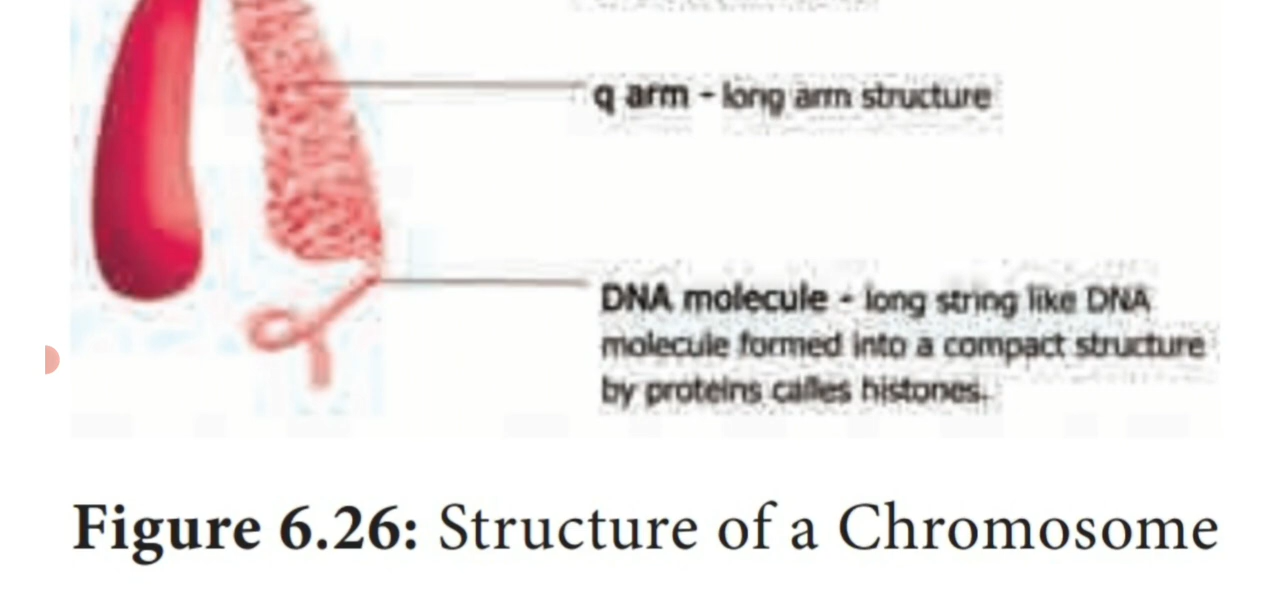 q arm - long arm structure
DNA molecule - long string like DNA
molecule formed into a compact structure
by proteins calles histones.
Figure 6.26: Structure of a Chromosome